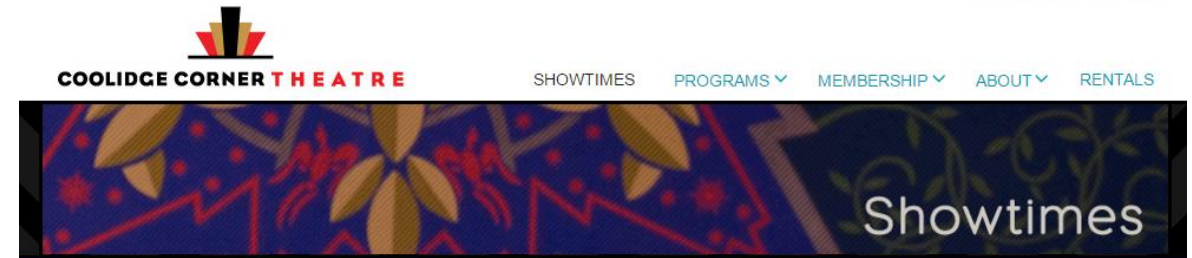 COOLIDGE CORNER THEATRE
SHOWTIMES PROGRAMS MEMBERSHIP ABOUT RENTALS
Showtimes